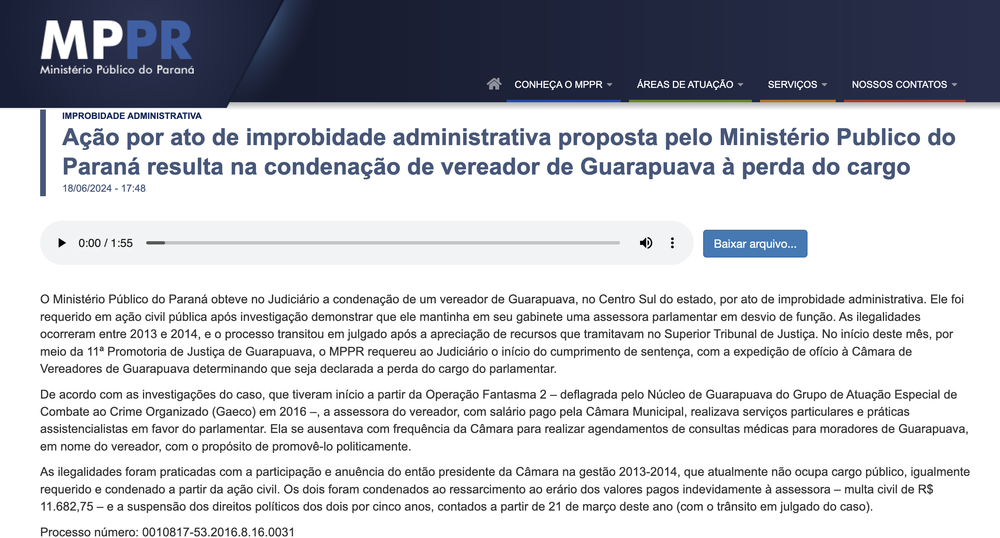 MPPR
Ministério Público do Paraná
CONHEÇA O MPPR
ÁREAS DE ATUAÇÃO
SERVIÇOS
NOSSOS CONTATOS
IMPROBIDADE ADMINISTRATIVA
Ação por ato de improbidade administrativa proposta pelo Ministério Publico do
Paraná resulta na condenação de vereador de Guarapuava à perda do cargo
18/06/2024 - 17:48
0:00 / 1:55
Baixar arquivo...
O Ministério Público do Paraná obteve no Judiciário a condenação de um vereador de Guarapuava, no Centro Sul do estado, por ato de improbidade administrativa. Ele foi
requerido em ação civil pública após investigação demonstrar que ele mantinha em seu gabinete uma assessora parlamentar em desvio de função. As ilegalidades
ocorreram entre 2013 e 2014, e o processo transitou em julgado após a apreciação de recursos que tramitavam no Superior Tribunal de Justiça. No início deste mês, por
meio da 11ª Promotoria de Justiça de Guarapuava, o MPPR requereu ao Judiciário o início do cumprimento de sentença, com a expedição de ofício à Câmara de
Vereadores de Guarapuava determinando que seja declarada a perda do cargo do parlamentar.
De acordo com as investigações do caso, que tiveram início a partir da Operação Fantasma 2 – deflagrada pelo Núcleo de Guarapuava do Grupo de Atuação Especial de
Combate ao Crime Organizado (Gaeco) em 2016 –, a assessora do vereador, com salário pago pela Câmara Municipal, realizava serviços particulares e práticas
assistencialistas em favor do parlamentar. Ela se ausentava com frequência da Câmara para realizar agendamentos de consultas médicas para moradores de Guarapuava,
em nome do vereador, com o propósito de promovê-lo politicamente.
As ilegalidades foram praticadas com a participação e anuência do então presidente da Câmara na gestão 2013-2014, que atualmente não ocupa cargo público, igualmente
requerido e condenado a partir da ação civil. Os dois foram condenados ao ressarcimento ao erário dos valores pagos indevidamente à assessora – multa civil de R$
11.682,75 – e a suspensão dos direitos políticos dos dois por cinco anos, contados a partir de 21 de março deste ano (com o trânsito em julgado do caso).
Processo número: 0010817-53.2016.8.16.0031